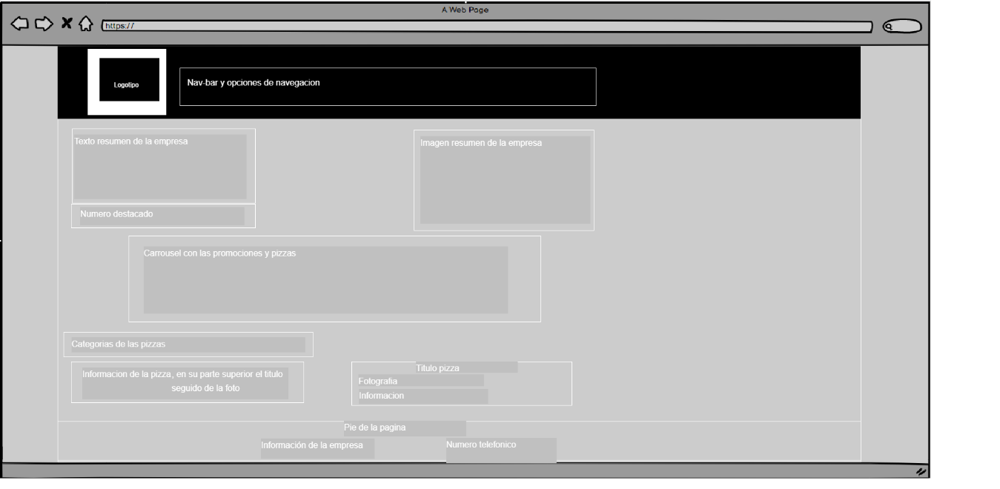 A Web Page
https://
Logotipo
Nav-bar y opciones de navegacion
Texto resumen de la empresa
Imagen resumen de la empresa
Numero destacado
Carrousel con las promociones y pizzas
Categorias de las pizzas
Informacion de la pizza, en su parte superior el titulo
seguido de la foto
Titulo pizza
Fotografia
Informacion
Pie de la pagina
Información de la empresa
Numero telefonico